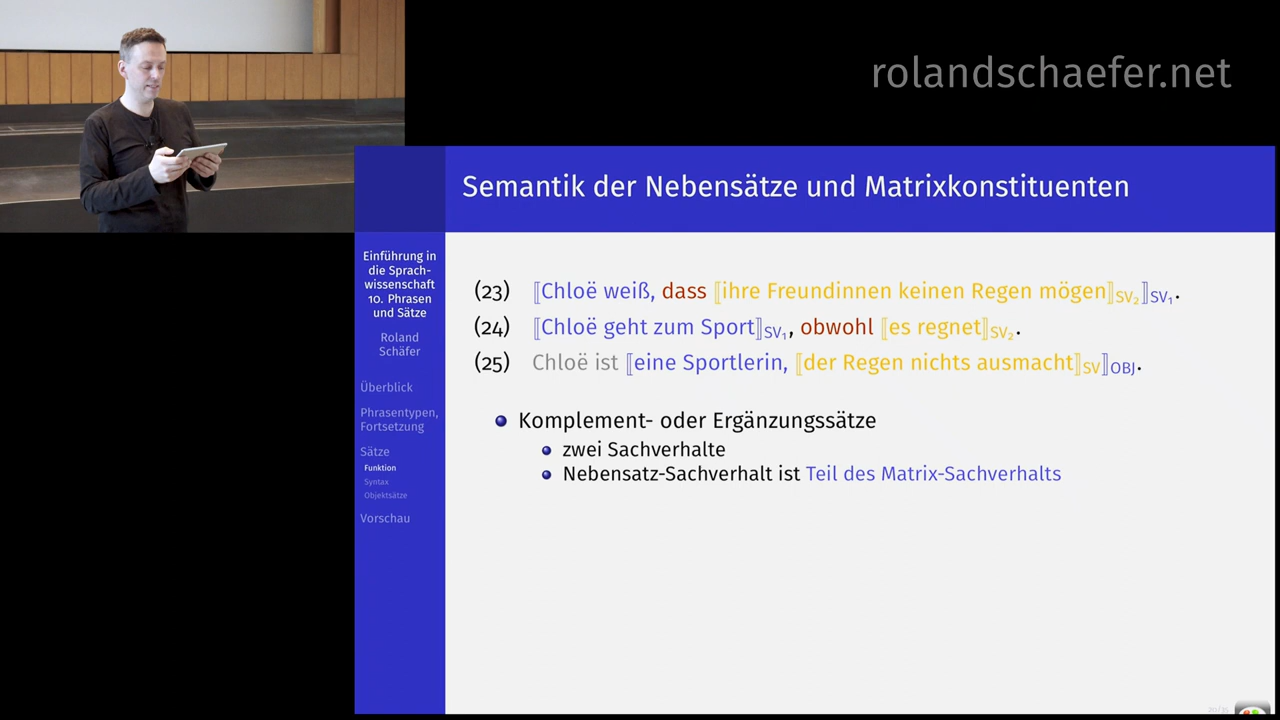 rolandschaefer.net
Semantik der Nebensätze und Matrixkonstituenten
Einführung in
die Sprach-
wissenschaft
10. Phrasen
und Sätze
Roland
Schäfer
Überblick
Phrasentypen,
Fortsetzung
Sätze
Funktion
Syntax
Objektsätze
Vorschau
(23) ⟦Chloë weiß, dass ⟦ihre Freundinnen keinen Regen mögen⟧SV₂⟧SV₁.
(24) ⟦Chloë geht zum Sport⟧SV₁, obwohl ⟦es regnet⟧SV₂.
(25) Chloë ist ⟦eine Sportlerin, ⟦der Regen nichts ausmacht⟧SV⟧OBJ.
Komplement- oder Ergänzungssätze
zwei Sachverhalte
Nebensatz-Sachverhalt ist Teil des Matrix-Sachverhalts